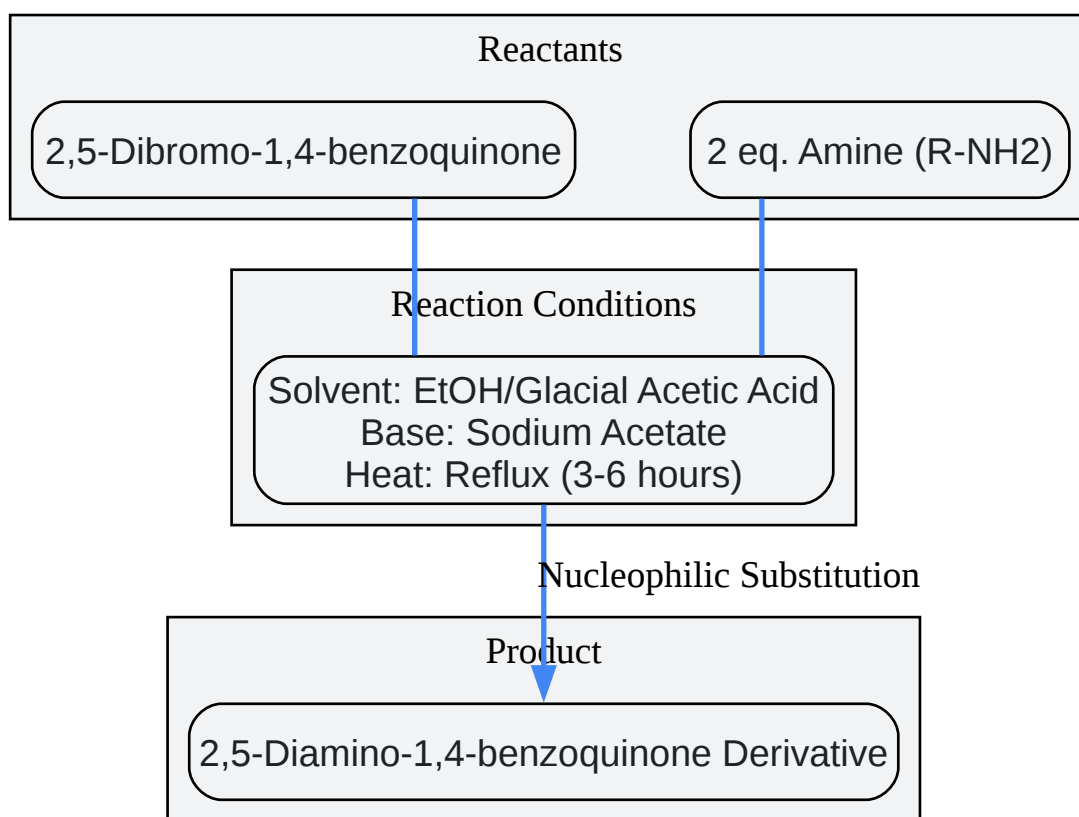 Reactants
2,5-Dibromo-1,4-benzoquinone
2 eq. Amine (R-NH2)
Reaction Conditions
Solvent: EtOH/Glacial Acetic Acid
Base: Sodium Acetate
Heat: Reflux (3-6 hours)
Nucleophilic Substitution
Product
2,5-Diamino-1,4-benzoquinone Derivative